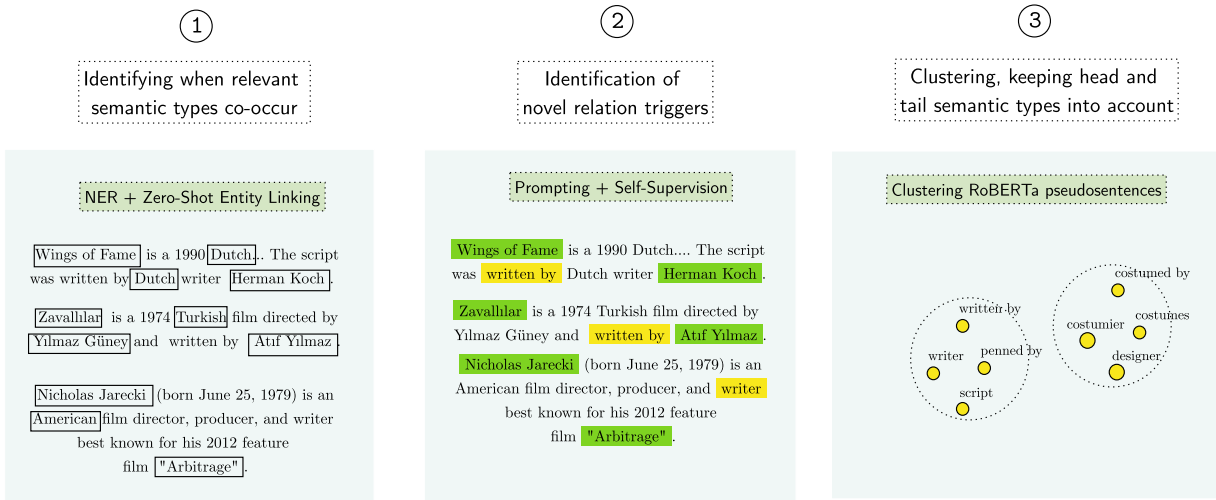 1
Identifying when relevant
semantic types co-occur
NER + Zero-Shot Entity Linking
Wings of Fame is a 1990 Dutch... The script
was written by Dutch writer Herman Koch.
Zavallılar is a 1974 Turkish film directed by
Yılmaz Güney and written by Atıf Yılmaz.
Nicholas Jarecki (born June 25, 1979) is an
American film director, producer, and writer
best known for his 2012 feature
film "Arbitrage".
2
Identification of
novel relation triggers
Prompting + Self-Supervision
Wings of Fame is a 1990 Dutch.... The script
was written by Dutch writer Herman Koch.
Zavallılar is a 1974 Turkish film directed by
Yılmaz Güney and written by Atıf Yılmaz.
Nicholas Jarecki (born June 25, 1979) is an
American film director, producer, and writer
best known for his 2012 feature
film "Arbitrage".
3
Clustering, keeping head and
tail semantic types into account
Clustering RoBERTa pseudosentences
written by
writer
penned by
script
costumed by
costumes
costumier
designer